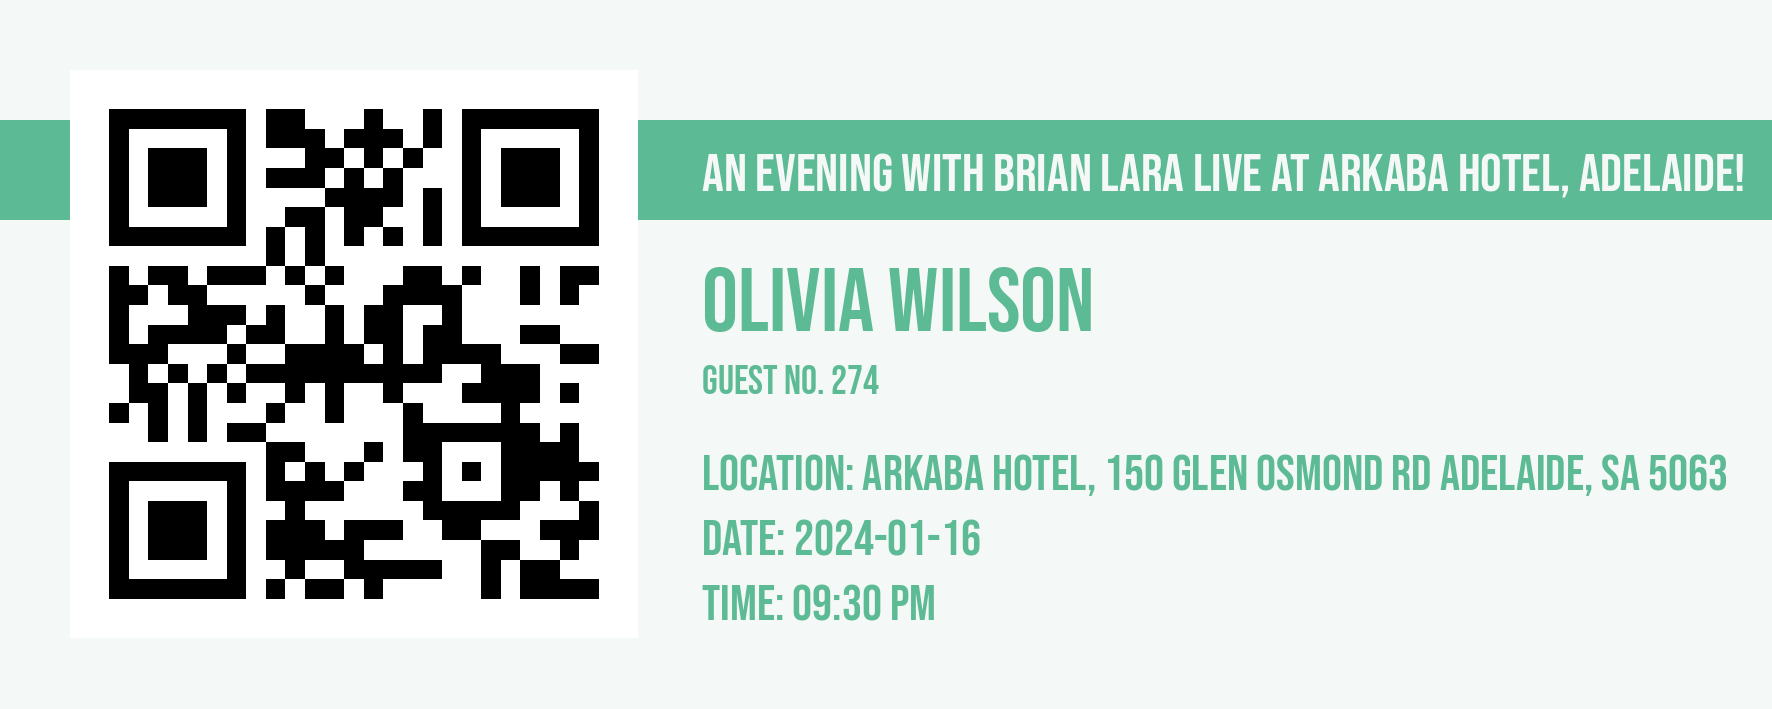 AN EVENING WITH BRIAN LARA LIVE AT ARKABA HOTEL, ADELAIDE!
OLIVIA WILSON
GUEST NO. 274
LOCATION: ARKABA HOTEL, 150 GLEN OSMOND RD ADELAIDE, SA 5063
DATE: 2024-01-16
TIME: 09:30 PM